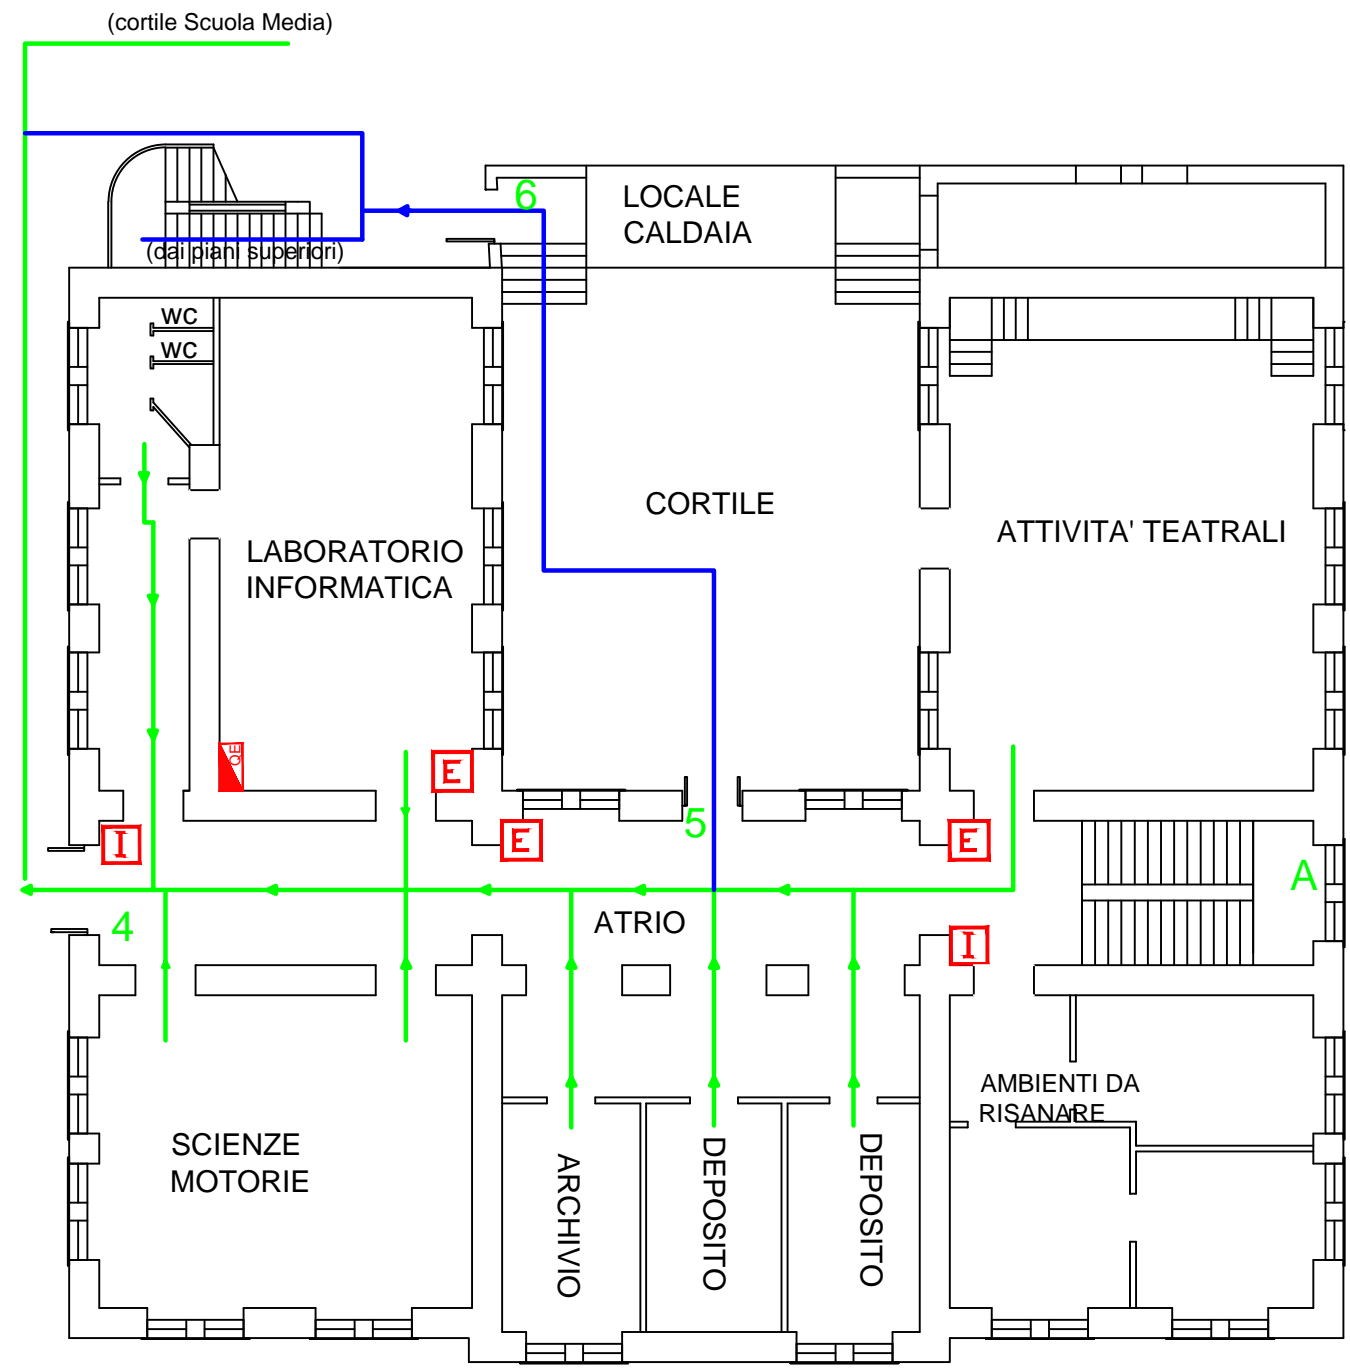 (cortile Scuola Media)
6
LOCALE
CALDAIA
(dai piani superiori)
WC
WC
CORTILE
ATTIVITA' TEATRALI
LABORATORIO
INFORMATICA
QE
E
I
E
5
E
A
4
ATRIO
I
AMBIENTI DA
RISANARE
SCIENZE
MOTORIE
ARCHIVIO
DEPOSITO
DEPOSITO